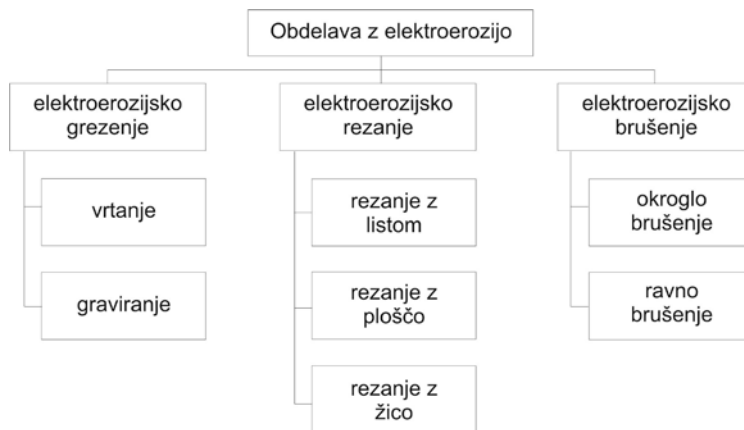 Obdelava z elektroerozijo
elektroerozijsko
grezenje
vrtanje
graviranje
elektroerozijsko
rezanje
rezanje z
listom
rezanje z
ploščo
rezanje z
žico
elektroerozijsko
brušenje
okroglo
brušenje
ravno
brušenje